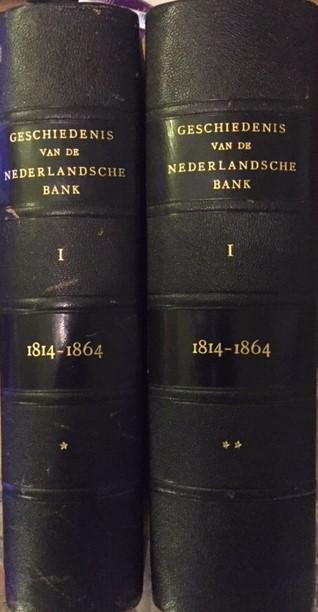 GESCHIEDENIS
VAN DE
NEDERLANDSCHE
BANK
I
1814-1864
*
GESCHIEDENIS
VAN DE
NEDERLANDSCHE
BANK
I
1814-1864
**